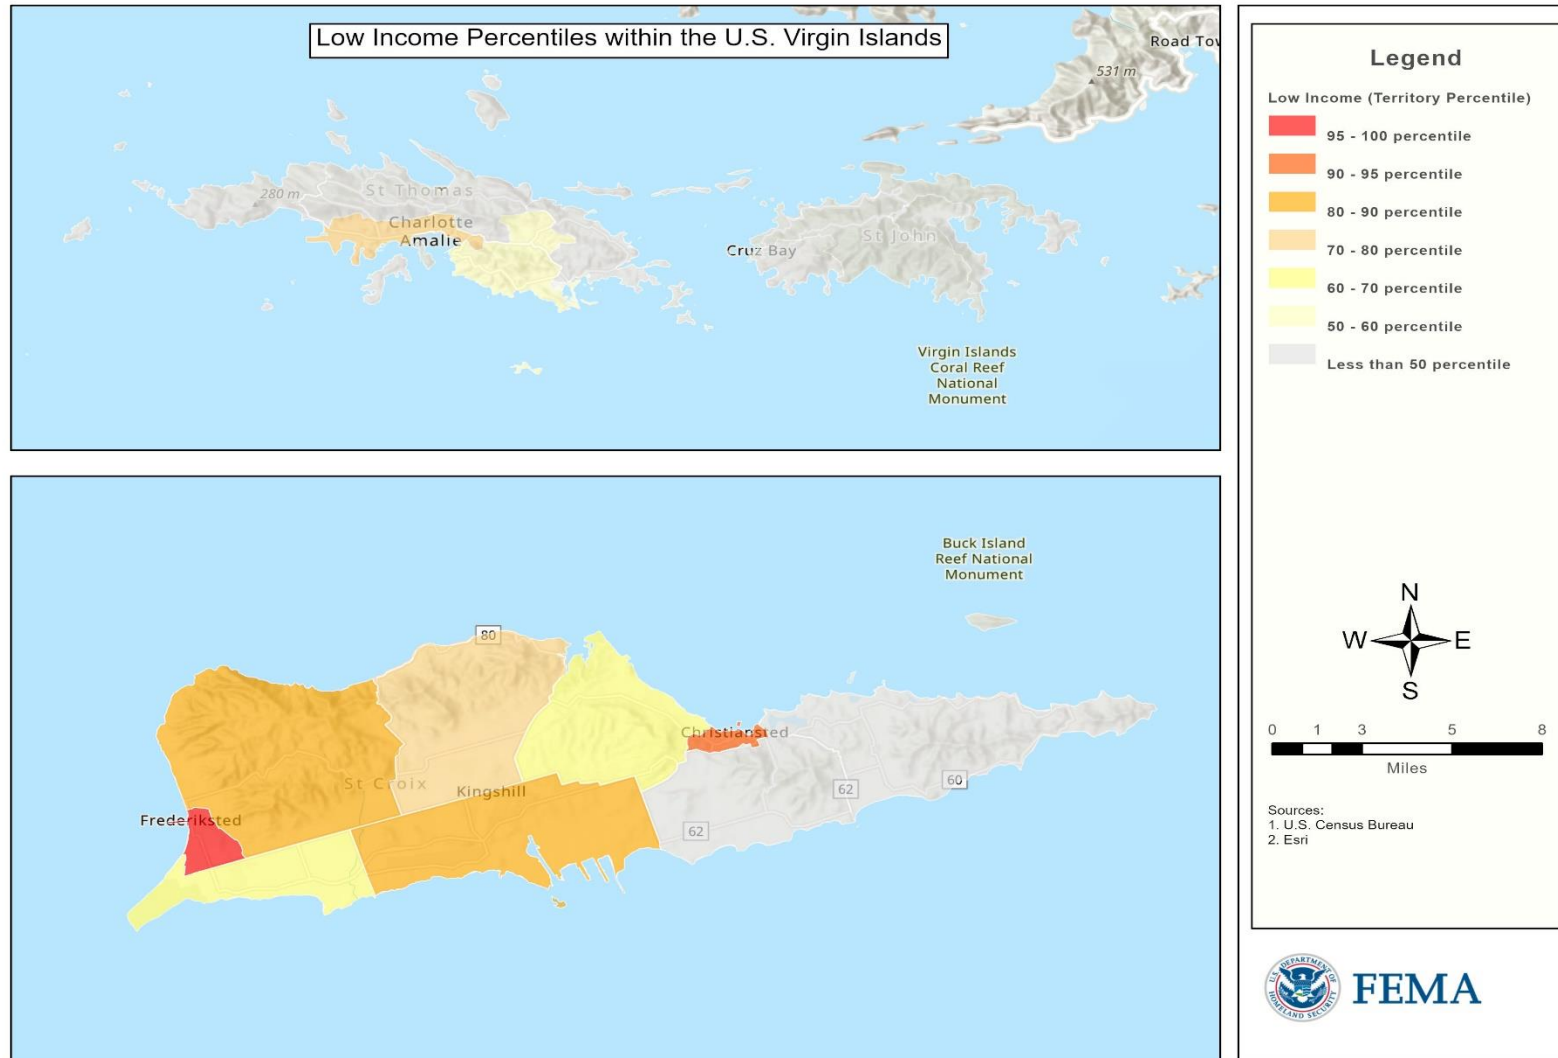 Low Income Percentiles within the U.S. Virgin Islands
Road Tow
531 m
280 m
St Thomas
Charlotte
Amalie
Cruz Bay
St John
Virgin Islands
Coral Reef
National
Monument
Buck Island
Reef National
Monument
80
Christiansted
St Croix
Kingshill
62
60
Frederiksted
62
Legend
Low Income (Territory Percentile)
95 - 100 percentile
90 - 95 percentile
80 - 90 percentile
70 - 80 percentile
60 - 70 percentile
50 - 60 percentile
Less than 50 percentile
N
W E
S
0 1 3 5 8
Miles
Sources:
1. U.S. Census Bureau
2. Esri
U.S. DEPARTMENT OF
HOMELAND SECURITY
FEMA